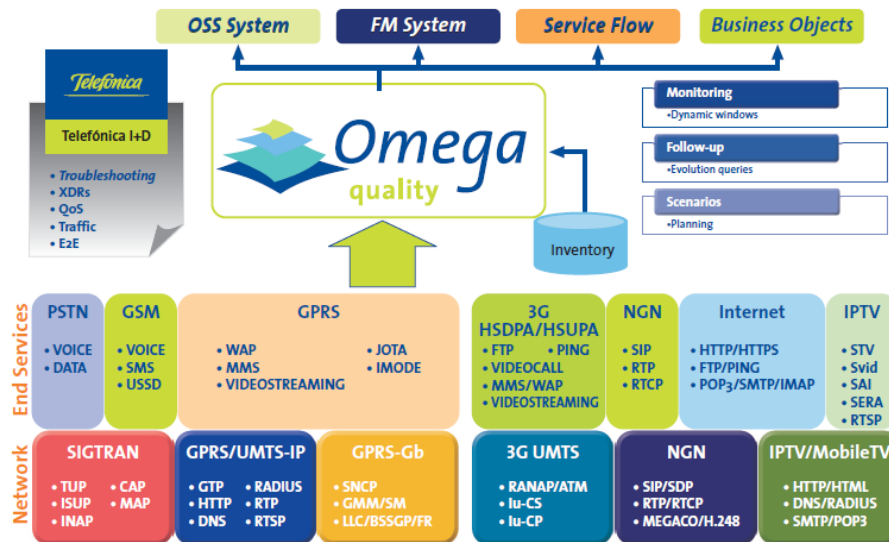 OSS System
FM System
Service Flow
Business Objects
Telefónica
Telefónica I+D
• Troubleshooting
• XDRs
• QoS
• Traffic
• E2E
Omega
quality
Inventory
Monitoring
•Dynamic windows
Follow-up
•Evolution queries
Scenarios
•Planning
End Services
PSTN
• VOICE
• DATA
GSM
• VOICE
• SMS
• USSD
GPRS
• WAP
• MMS
• VIDEOSTREAMING
• JOTA
• IMODE
3G
HSDPA/HSUPA
• FTP • PING
• VIDEOCALL
• MMS/WAP
• VIDEOSTREAMING
NGN
• SIP
• RTP
• RTCP
Internet
• HTTP/HTTPS
• FTP/PING
• POP3/SMTP/IMAP
IPTV
• STV
• Svid
• SAI
• SERA
• RTSP
Network
SIGTRAN
• TUP • CAP
• ISUP • MAP
• INAP
GPRS/UMTS-IP
• GTP • RADIUS
• HTTP • RTP
• DNS • RTSP
GPRS-Gb
• SNCP
• GMM/SM
• LLC/BSSGP/FR
3G UMTS
• RANAP/ATM
• Iu-CS
• Iu-CP
NGN
• SIP/SDP
• RTP/RTCP
• MEGACO/H.248
IPTV/MobileTV
• HTTP/HTML
• DNS/RADIUS
• SMTP/POP3